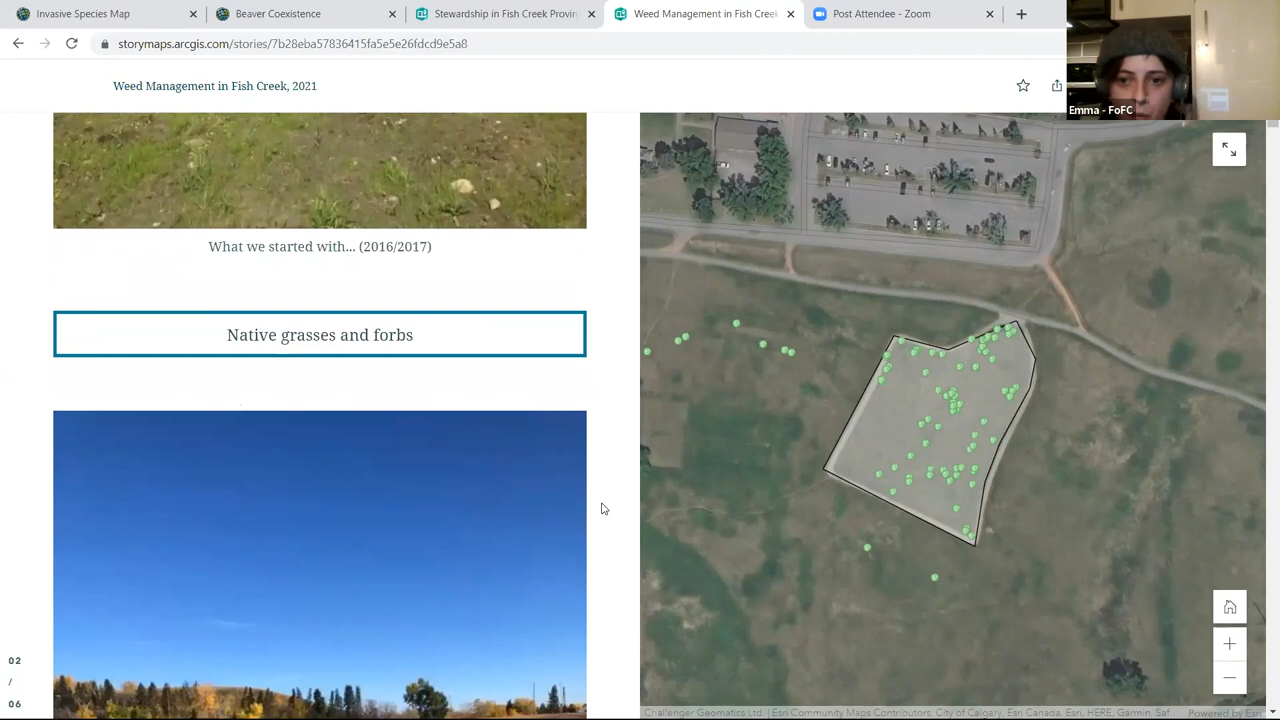 Invasive Species Map
Beaver Coexistence
Stewardship in Fish Creek Provin
Weed Management in Fish Creek
Post Attendee - Zoom
storymaps.arcgis.com/stories/7b28eba57836415fa5e5e26fdcd9e5a8
Emma - FoFC
Weed Management in Fish Creek, 2021
What we started with... (2016/2017)
Native grasses and forbs
02
/
06
Challenger Geomatics Ltd. | Esri Community Maps Contributors, City of Calgary, Esri Canada, Esri, HERE, Garmin, Saf
Powered by Esri